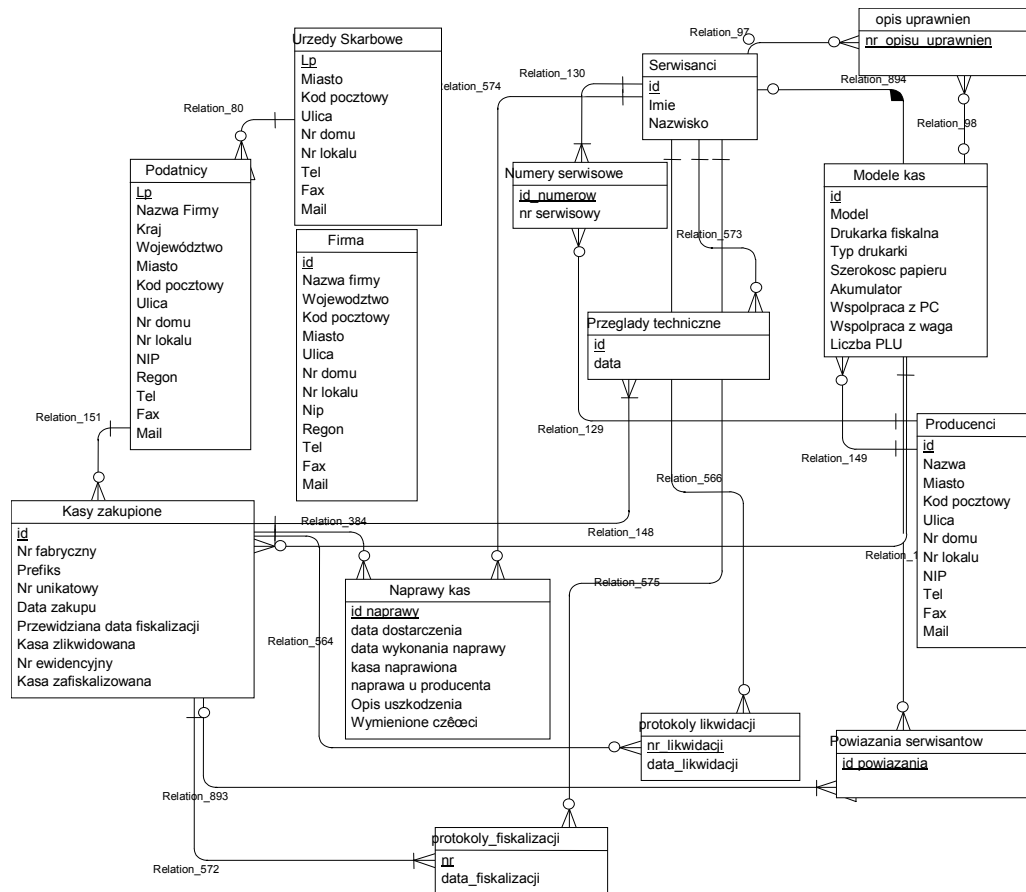 opis uprawnien
nr_opisu_uprawnien
Relation_97
Urzedy Skarbowe
Lp
Miasto
Kod pocztowy
Ulica
Nr domu
Nr lokalu
Tel
Fax
Mail
Serwisanci
id
Imie
Nazwisko
Relation_130
Relation_574
Relation_894
Relation_80
Relation_98
Podatnicy
Lp
Nazwa Firmy
Kraj
Województwo
Miasto
Kod pocztowy
Ulica
Nr domu
Nr lokalu
NIP
Regon
Tel
Fax
Mail
Numery serwisowe
id_numerow
nr serwisowy
Modele kas
id
Model
Drukarka fiskalna
Typ drukarki
Szerokosc papieru
Akumulator
Wspolpraca z PC
Wspolpraca z waga
Liczba PLU
Firma
id
Nazwa firmy
Wojewodztwo
Kod pocztowy
Miasto
Ulica
Nr domu
Nr lokalu
Nip
Regon
Tel
Fax
Mail
Relation_573
Przeglady techniczne
id
data
Relation_151
Relation_129
Relation_149
Producenci
id
Nazwa
Miasto
Kod pocztowy
Ulica
Nr domu
Nr lokalu
NIP
Tel
Fax
Mail
Relation_566
Kasy zakupione
id
Nr fabryczny
Prefiks
Nr unikatowy
Data zakupu
Przewidziana data fiskalizacji
Kasa zlikwidowana
Nr ewidencyjny
Kasa zafiskalizowana
Relation_384
Relation_148
Relation_1
Relation_575
Naprawy kas
id naprawy
data dostarczenia
data wykonania naprawy
kasa naprawiona
naprawa u producenta
Opis uszkodzenia
Wymienione czêœci
Relation_564
protokoly likwidacji
nr_likwidacji
data_likwidacji
Powiazania serwisantow
id powiazania
Relation_893
protokoly_fiskalizacji
nr
data_fiskalizacji
Relation_572